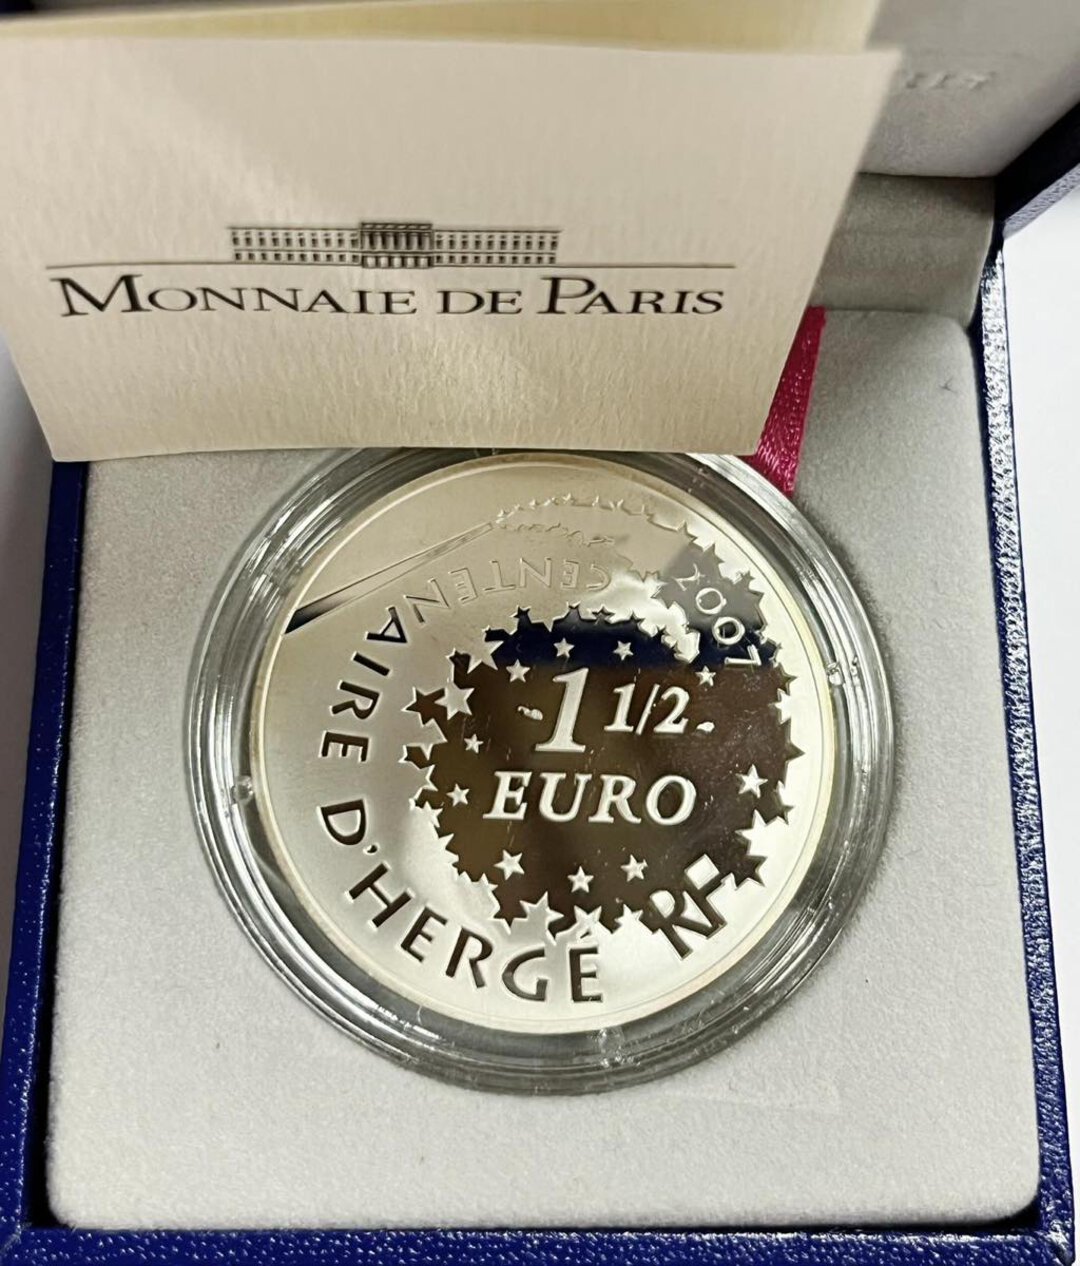 MONNAIE DE PARIS
2007
CENTENAIRE D'HERGÉ
1 1/2
EURO
RF